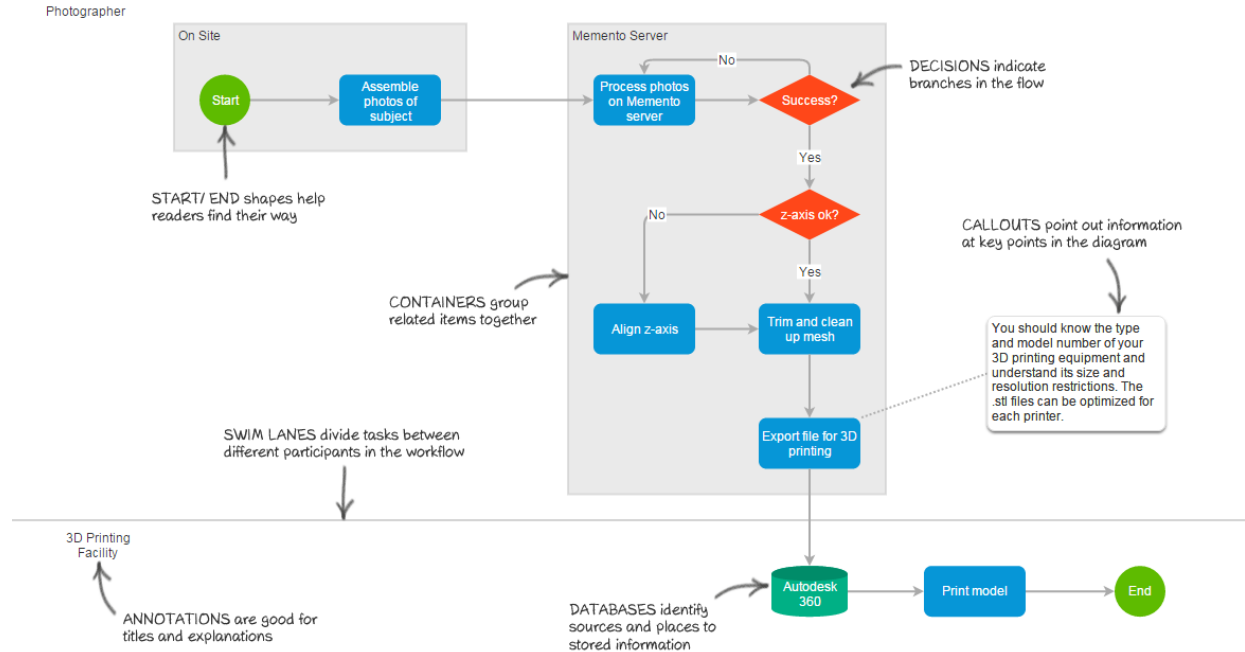 Photographer
On Site
Memento Server
Start
Assemble
photos of
subject
Process photos
on Memento
server
No
Success?
DECISIONS indicate
branches in the flow
START/ END shapes help
readers find their way
Yes
No
z-axis ok?
CALLOUTS point out information
at key points in the diagram
Yes
CONTAINERS group
related items together
Align z-axis
Trim and clean
up mesh
You should know the type
and model number of your
3D printing equipment and
understand its size and
resolution restrictions. The
.stl files can be optimized for
each printer.
Export file for 3D
printing
SWIM LANES divide tasks between
different participants in the workflow
3D Printing
Facility
ANNOTATIONS are good for
titles and explanations
DATABASES identify
sources and places to
stored information
Autodesk
360
Print model
End